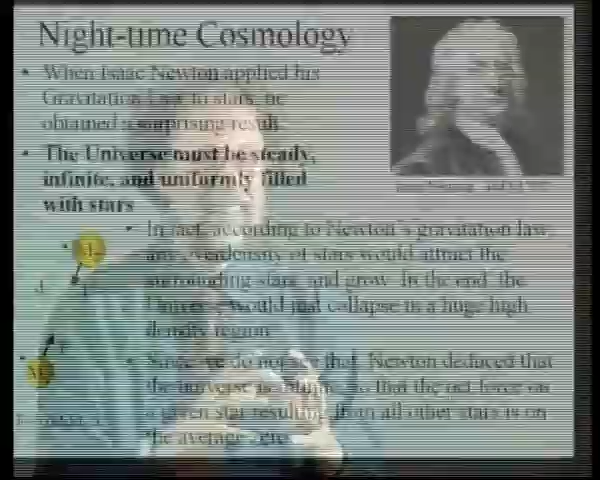 Night-time Cosmology
• When Isaac Newton applied his
Gravitation Law to stars, he
obtained a surprising result.
• The Universe must be steady,
infinite, and uniformly filled
with stars
• In fact, according to Newton's gravitation law,
any overdensity of stars would attract the
surrounding stars, and grow. In the end, the
Universe would just collapse in a huge high
density region
• Since we do not see that, Newton deduced that
the universe is infinite, so that the net force on
a given star resulting from all other stars is on
the average zero.